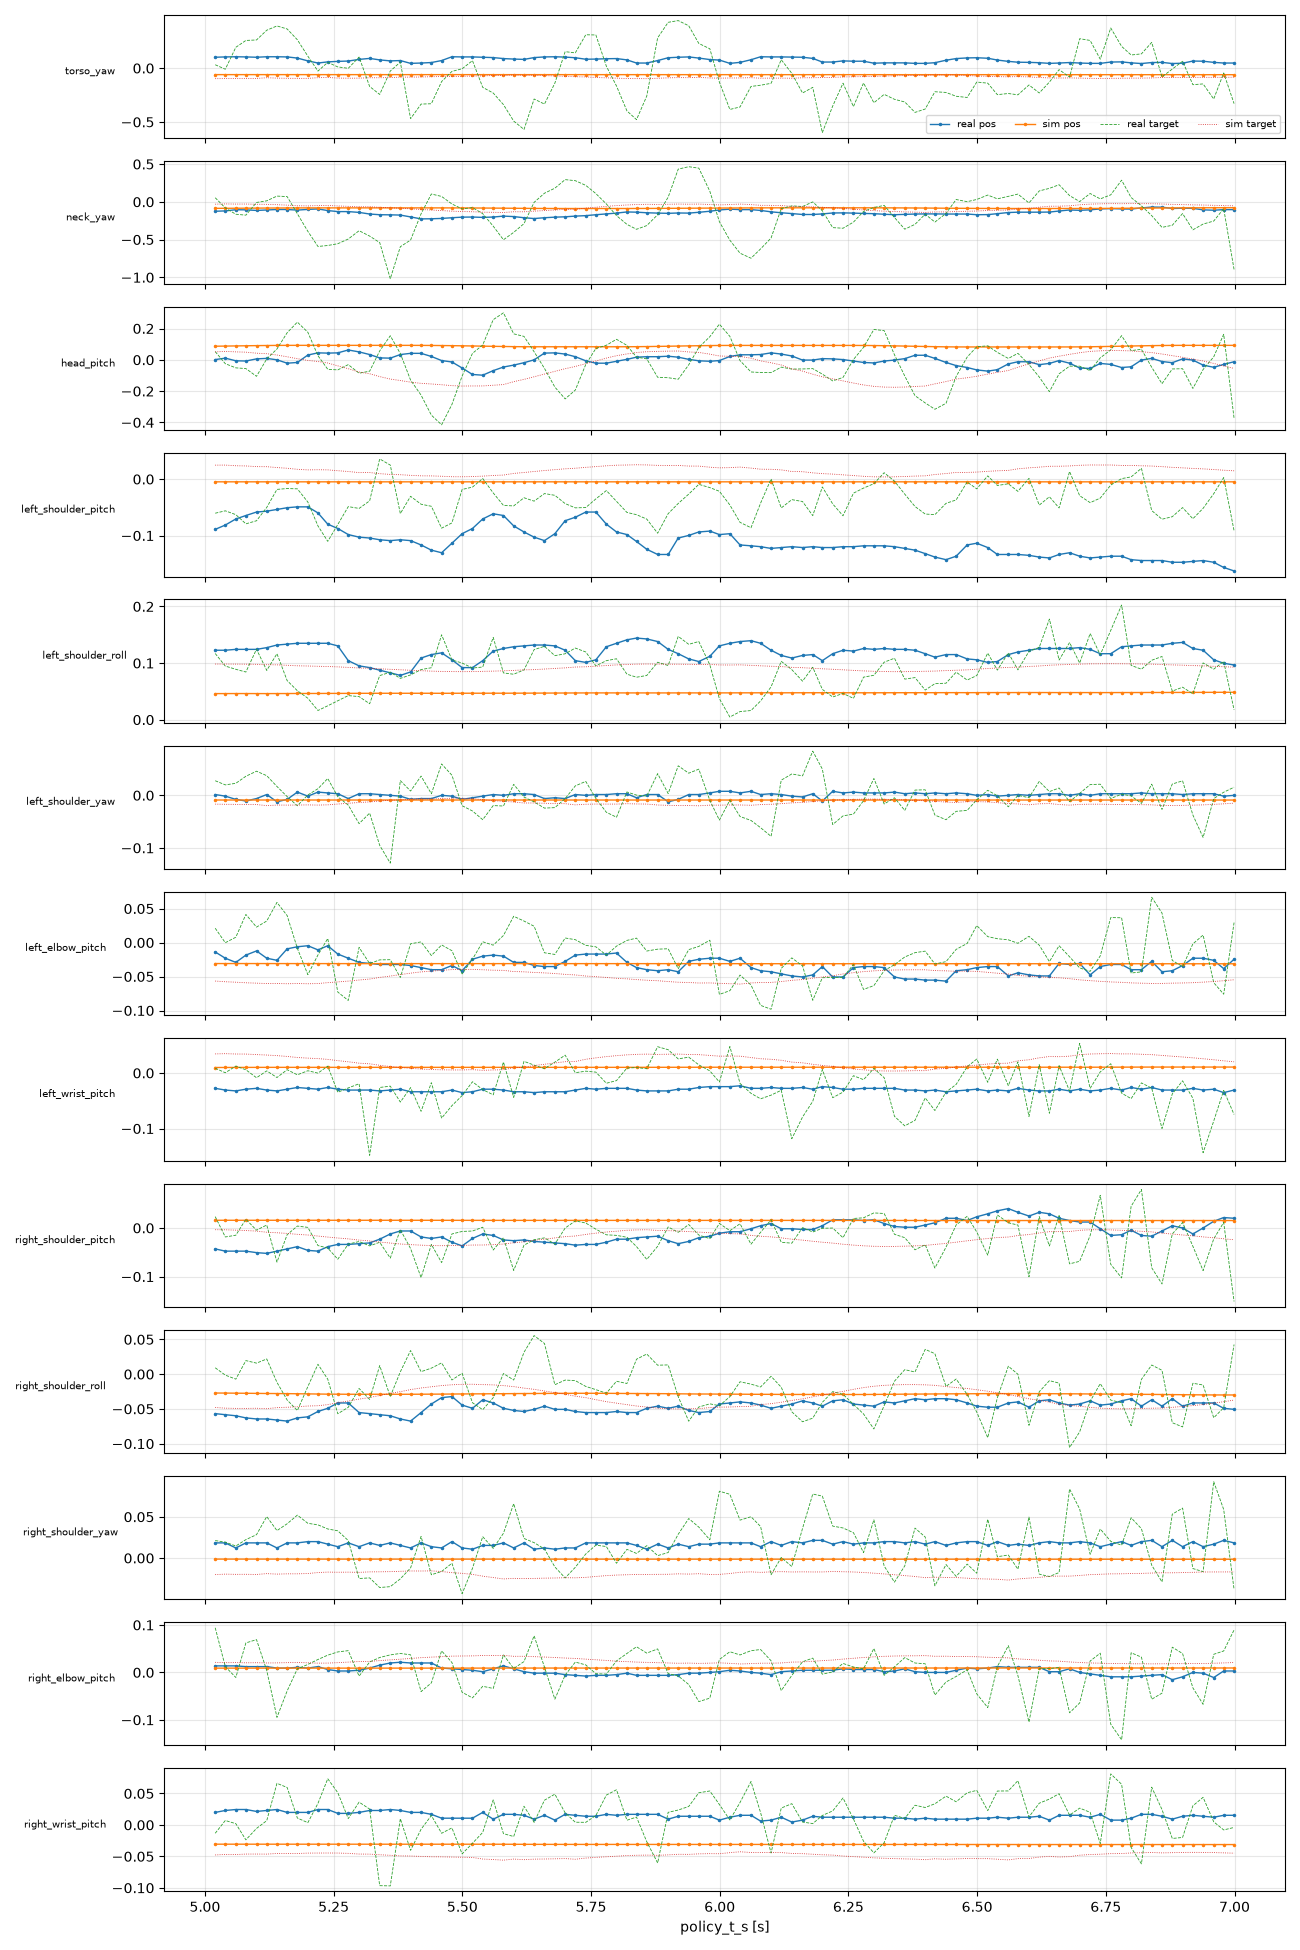 torso_yaw
0.0
−0.5
real pos
sim pos
real target
sim target
neck_yaw
0.5
0.0
−0.5
−1.0
head_pitch
0.2
0.0
−0.2
−0.4
left_shoulder_pitch
0.0
−0.1
left_shoulder_roll
0.2
0.1
0.0
left_shoulder_yaw
0.0
−0.1
left_elbow_pitch
0.05
0.00
−0.05
−0.10
left_wrist_pitch
0.0
−0.1
right_shoulder_pitch
0.0
−0.1
right_shoulder_roll
0.05
0.00
−0.05
−0.10
right_shoulder_yaw
0.05
0.00
right_elbow_pitch
0.1
0.0
−0.1
right_wrist_pitch
0.05
0.00
−0.05
−0.10
5.00 5.25 5.50 5.75 6.00 6.25 6.50 6.75 7.00
policy_t_s [s]